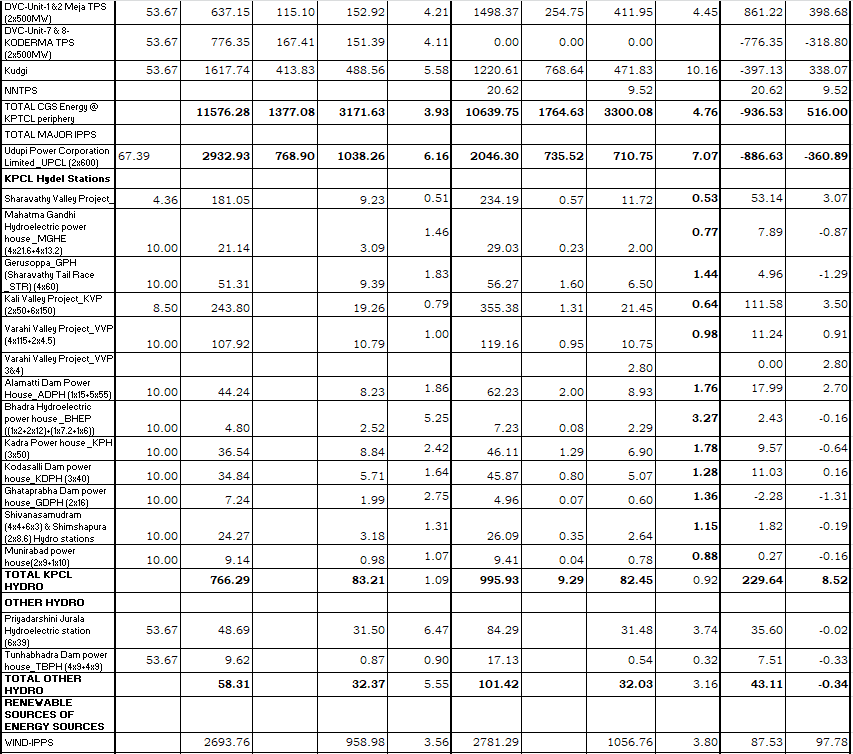 DVC-Unit-1&2 Meja TPS (2x500MW) 53.67 637.15 115.10 152.92 4.21 1498.37 254.75 411.95 4.45 861.22 398.68
DVC-Unit-7 & 8- KODERMA TPS (2x500MW) 53.67 776.35 167.41 151.39 4.11 0.00 0.00 0.00 -776.35 -318.80
Kudgi 53.67 1617.74 413.83 488.56 5.58 1220.61 768.64 471.83 10.16 -397.13 338.07
NNTPS 20.62 9.52 20.62 9.52
TOTAL CGS Energy @ KPTCL periphery 11576.28 1377.08 3171.63 3.93 10639.75 1764.63 3300.08 4.76 -936.53 516.00
TOTAL MAJOR IPPS
Udupi Power Corporation Limited_UPCL (2x600) 67.39 2932.93 768.90 1038.26 6.16 2046.30 735.52 710.75 7.07 -886.63 -360.89
KPCL Hydel Stations
Sharavathy Valley Project_ 4.36 181.05 9.23 0.51 234.19 0.57 11.72 0.53 53.14 3.07
Mahatma Gandhi Hydroelectric power house_MGHE (4x21.6+4x13.2) 10.00 21.14 3.09 1.46 29.03 0.23 2.00 0.77 7.89 -0.87
Gerusoppa_GPH (Sharavathy Tail Race _STR) (4x60) 10.00 51.31 9.39 1.83 56.27 1.60 6.50 1.44 4.96 -1.29
Kali Valley Project_KVP (2x50+6x150) 8.50 243.80 19.26 0.79 355.38 1.31 21.45 0.64 111.58 3.50
Varahi Valley Project_VVP (4x115+2x4.5) 10.00 107.92 10.79 1.00 119.16 0.95 10.75 0.98 11.24 0.91
Varahi Valley Project_VVP 3&4) 2.80 0.00 2.80
Alamatti Dam Power House_ADPH (1x15+5x55) 10.00 44.24 8.23 1.86 62.23 2.00 8.93 1.76 17.99 2.70
Bhadra Hydroelectric power house_BHEP ((1x2+2x12)+(1x7.2+1x6)) 10.00 4.80 2.52 5.25 7.23 0.08 2.29 3.27 2.43 -0.16
Kadra Power house_KPH (3x50) 10.00 36.54 8.84 2.42 46.11 1.29 6.90 1.78 9.57 -0.64
Kodasalli Dam power house_KDPH (3x40) 10.00 34.84 5.71 1.64 45.87 0.80 5.07 1.28 11.03 0.16
Ghataprabha Dam power house_GDPH (2x16) 10.00 7.24 1.99 2.75 4.96 0.07 0.60 1.36 -2.28 -1.31
Shivanasamudram (4x4+6x3) & Shimshapura (2x8.6) Hydro stations 10.00 24.27 3.18 1.31 26.09 0.35 2.64 1.15 1.82 -0.19
Munirabad power house(2x9+1x10) 10.00 9.14 0.98 1.07 9.41 0.04 0.78 0.88 0.27 -0.16
TOTAL KPCL HYDRO 766.29 83.21 1.09 995.93 9.29 82.45 0.92 229.64 8.52
OTHER HYDRO
Priyadarshini Jurala Hydroelectric station (6x39) 53.67 48.69 31.50 6.47 84.29 31.48 3.74 35.60 -0.02
Tunhabhadra Dam power house_TBPH (4x9+4x9) 53.67 9.62 0.87 0.90 17.13 0.54 0.32 7.51 -0.33
TOTAL OTHER HYDRO 58.31 32.37 5.55 101.42 32.03 3.16 43.11 -0.34
RENEWABLE SOURCES OF ENERGY SOURCES
WIND-IPPS 2693.76 958.98 3.56 2781.29 1056.76 3.80 87.53 97.78